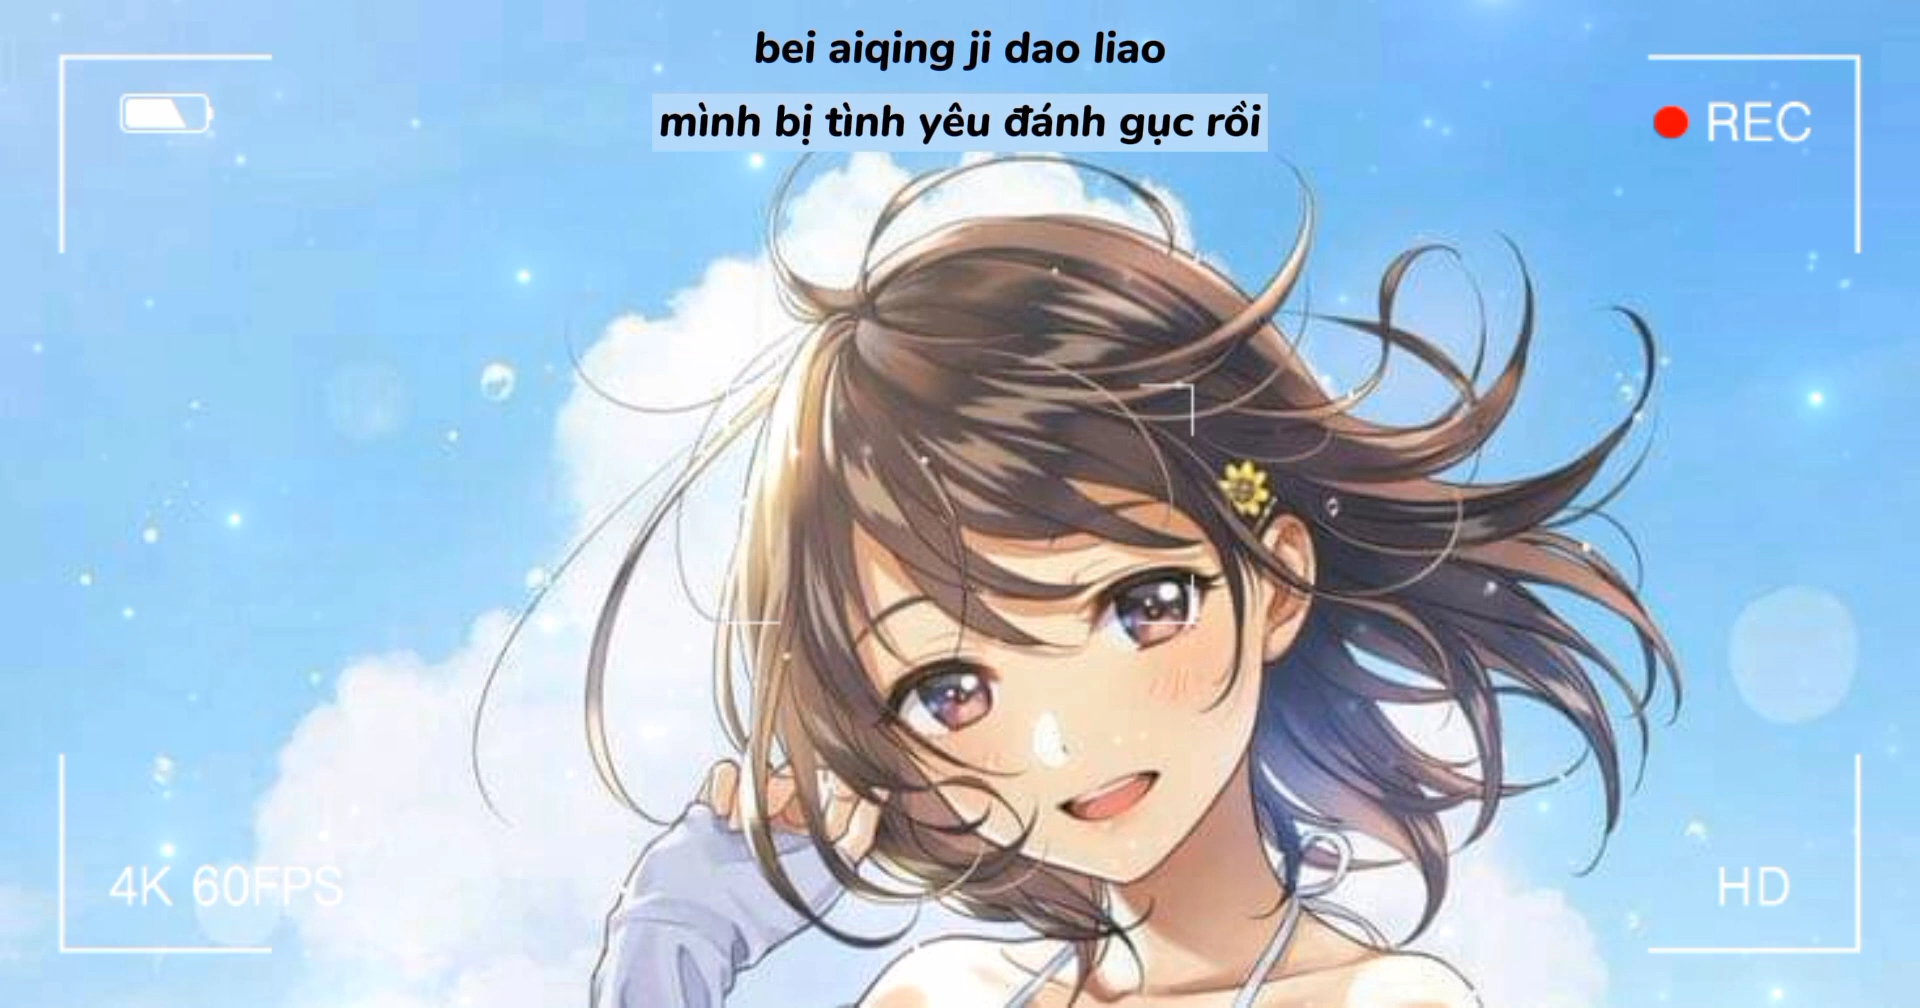 bei aiqing ji dao liao
mình bị tình yêu đánh gục rồi
REC
4K 60FPS
HD